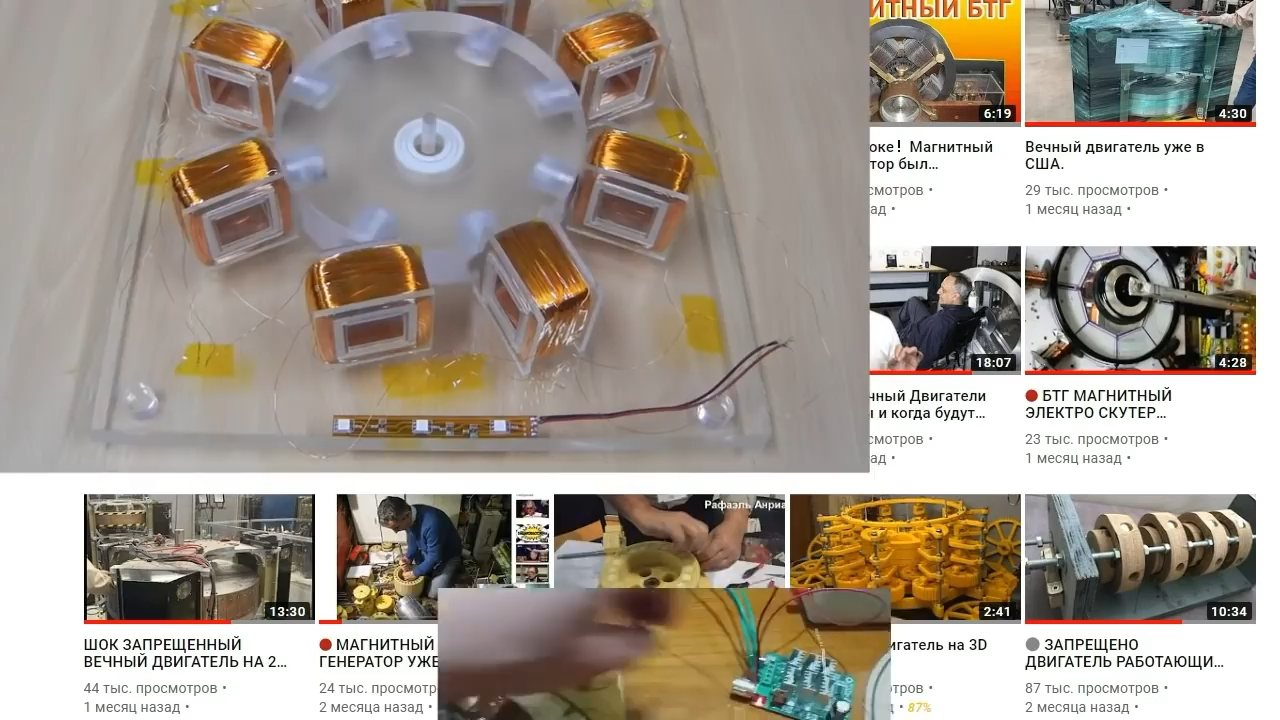 ИТНЫЙ БТГ
6:19
4:30
оке❗ Магнитный
тор был…
смотров •
ад •
Вечный двигатель уже в
США.
29 тыс. просмотров •
1 месяц назад •
18:07
4:28
нный Двигатели
и когда будут…
смотров •
ад •
БТГ МАГНИТНЫЙ
ЭЛЕКТРО СКУТЕР…
23 тыс. просмотров •
1 месяц назад •
Рафаэль Анриа
13:30
2:41
10:34
ШОК ЗАПРЕЩЕННЫЙ
ВЕЧНЫЙ ДВИГАТЕЛЬ НА 2…
44 тыс. просмотров •
1 месяц назад •
МАГНИТНЫЙ
ГЕНЕРАТОР УЖЕ
24 тыс. просмотр
2 месяца назад •
игатель на 3D
тров •
• 87%
ЗАПРЕЩЕНО
ДВИГАТЕЛЬ РАБОТАЮЩИ…
87 тыс. просмотров •
2 месяца назад •